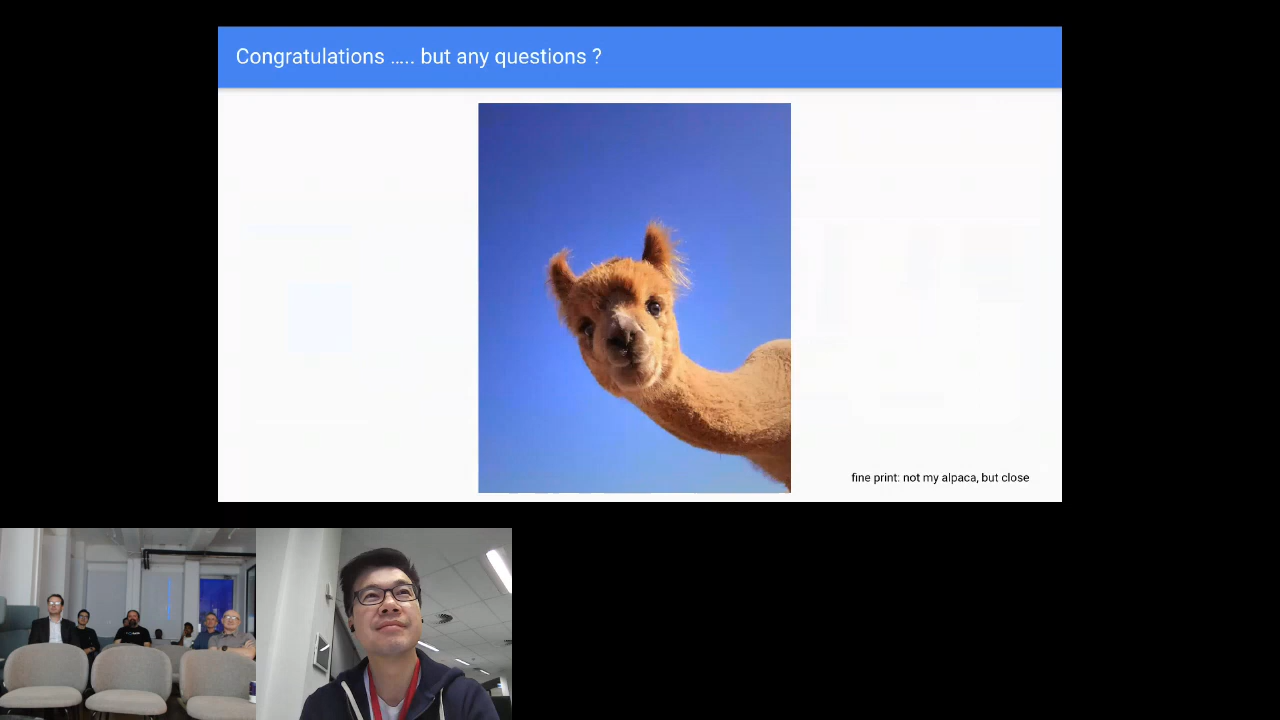 Congratulations ..... but any questions ?
fine print: not my alpaca, but close